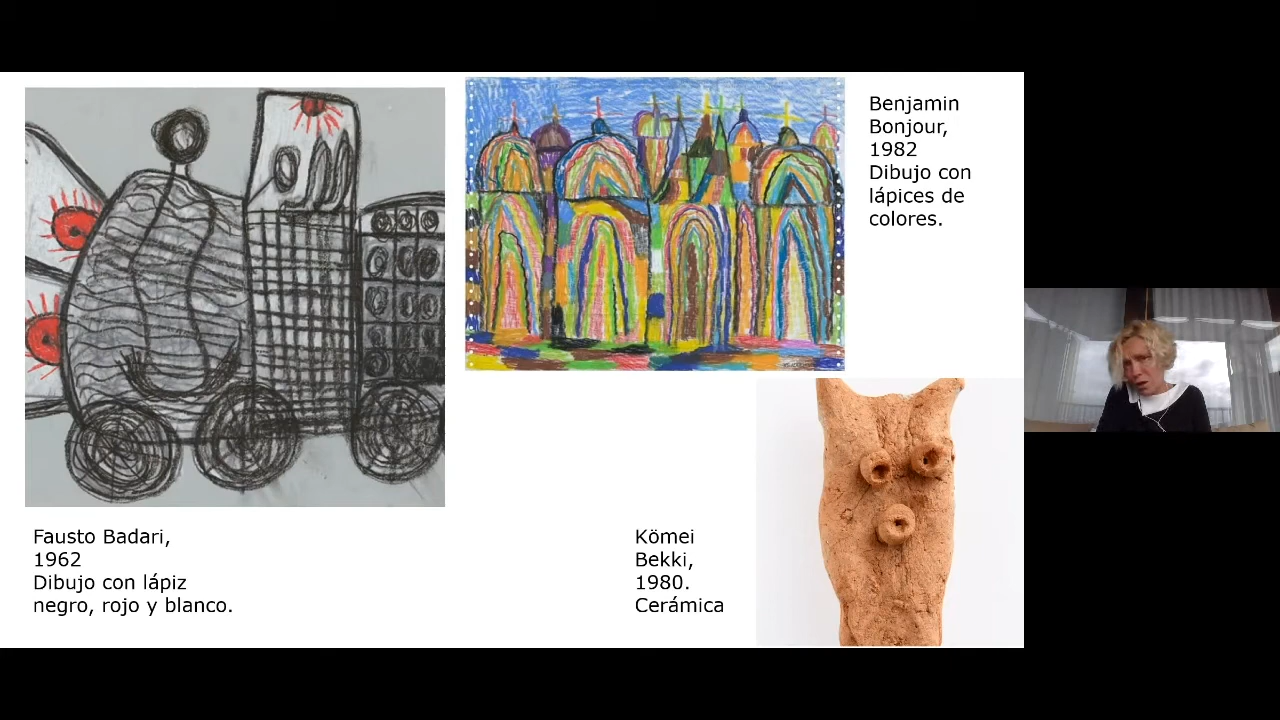 Benjamin
Bonjour,
1982
Dibujo con
lápices de
colores.
Fausto Badari,
1962
Dibujo con lápiz
negro, rojo y blanco.
Kömei
Bekki,
1980.
Cerámica